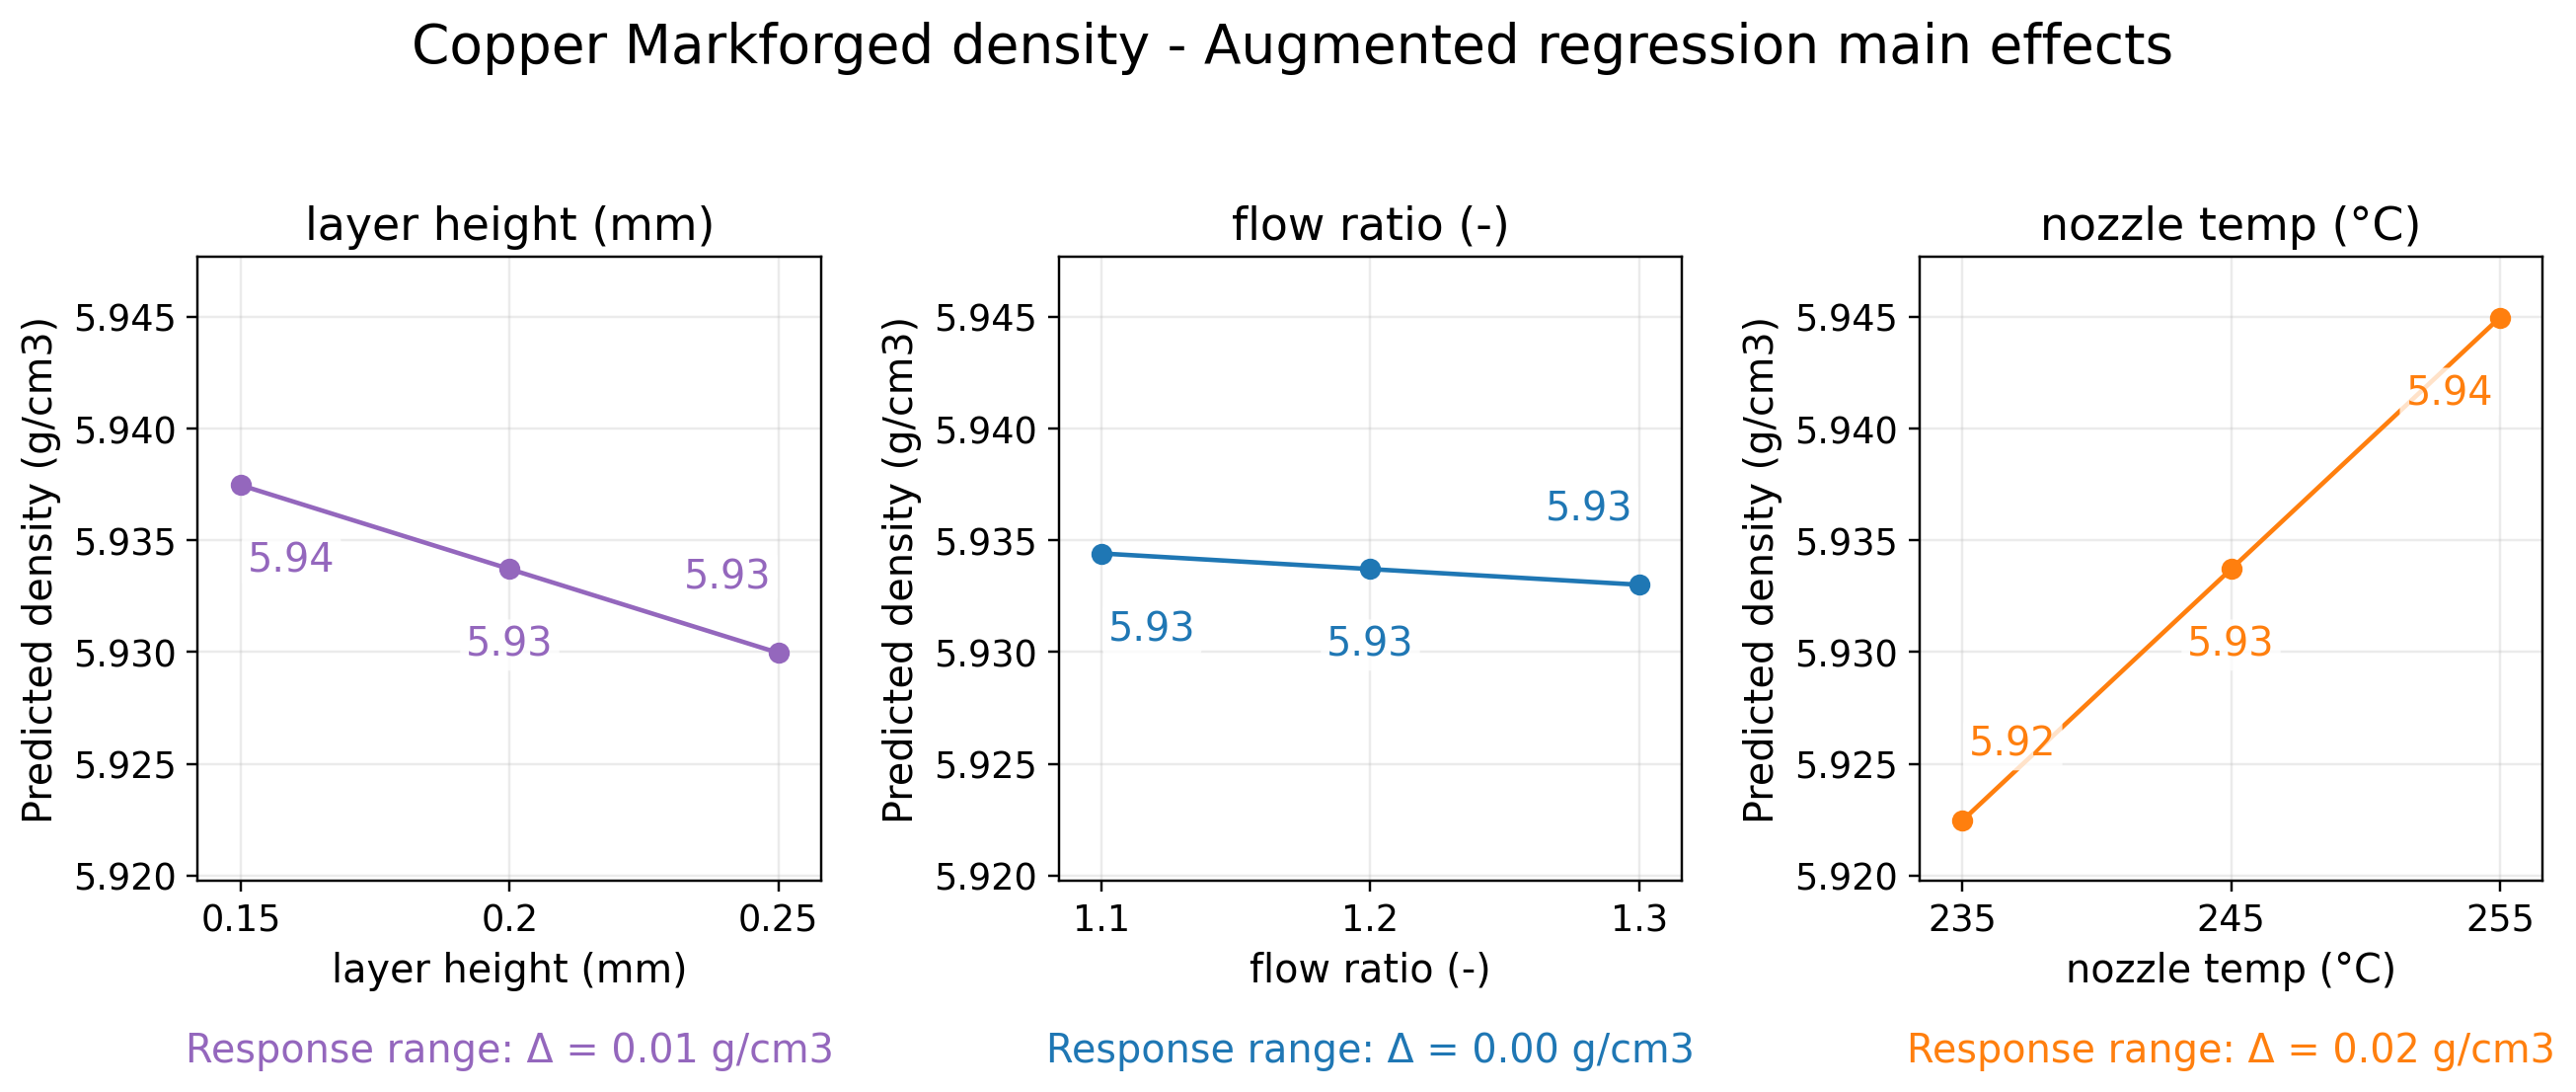 Copper Markforged density - Augmented regression main effects
layer height (mm)
Predicted density (g/cm3)
5.945
5.940
5.935
5.930
5.925
5.920
5.94
5.93
5.93
0.15 0.2 0.25
layer height (mm)
Response range: Δ = 0.01 g/cm3
flow ratio (-)
Predicted density (g/cm3)
5.945
5.940
5.935
5.930
5.925
5.920
5.93
5.93
5.93
1.1 1.2 1.3
flow ratio (-)
Response range: Δ = 0.00 g/cm3
nozzle temp (°C)
Predicted density (g/cm3)
5.945
5.940
5.935
5.930
5.925
5.920
5.92
5.93
5.94
235 245 255
nozzle temp (°C)
Response range: Δ = 0.02 g/cm3